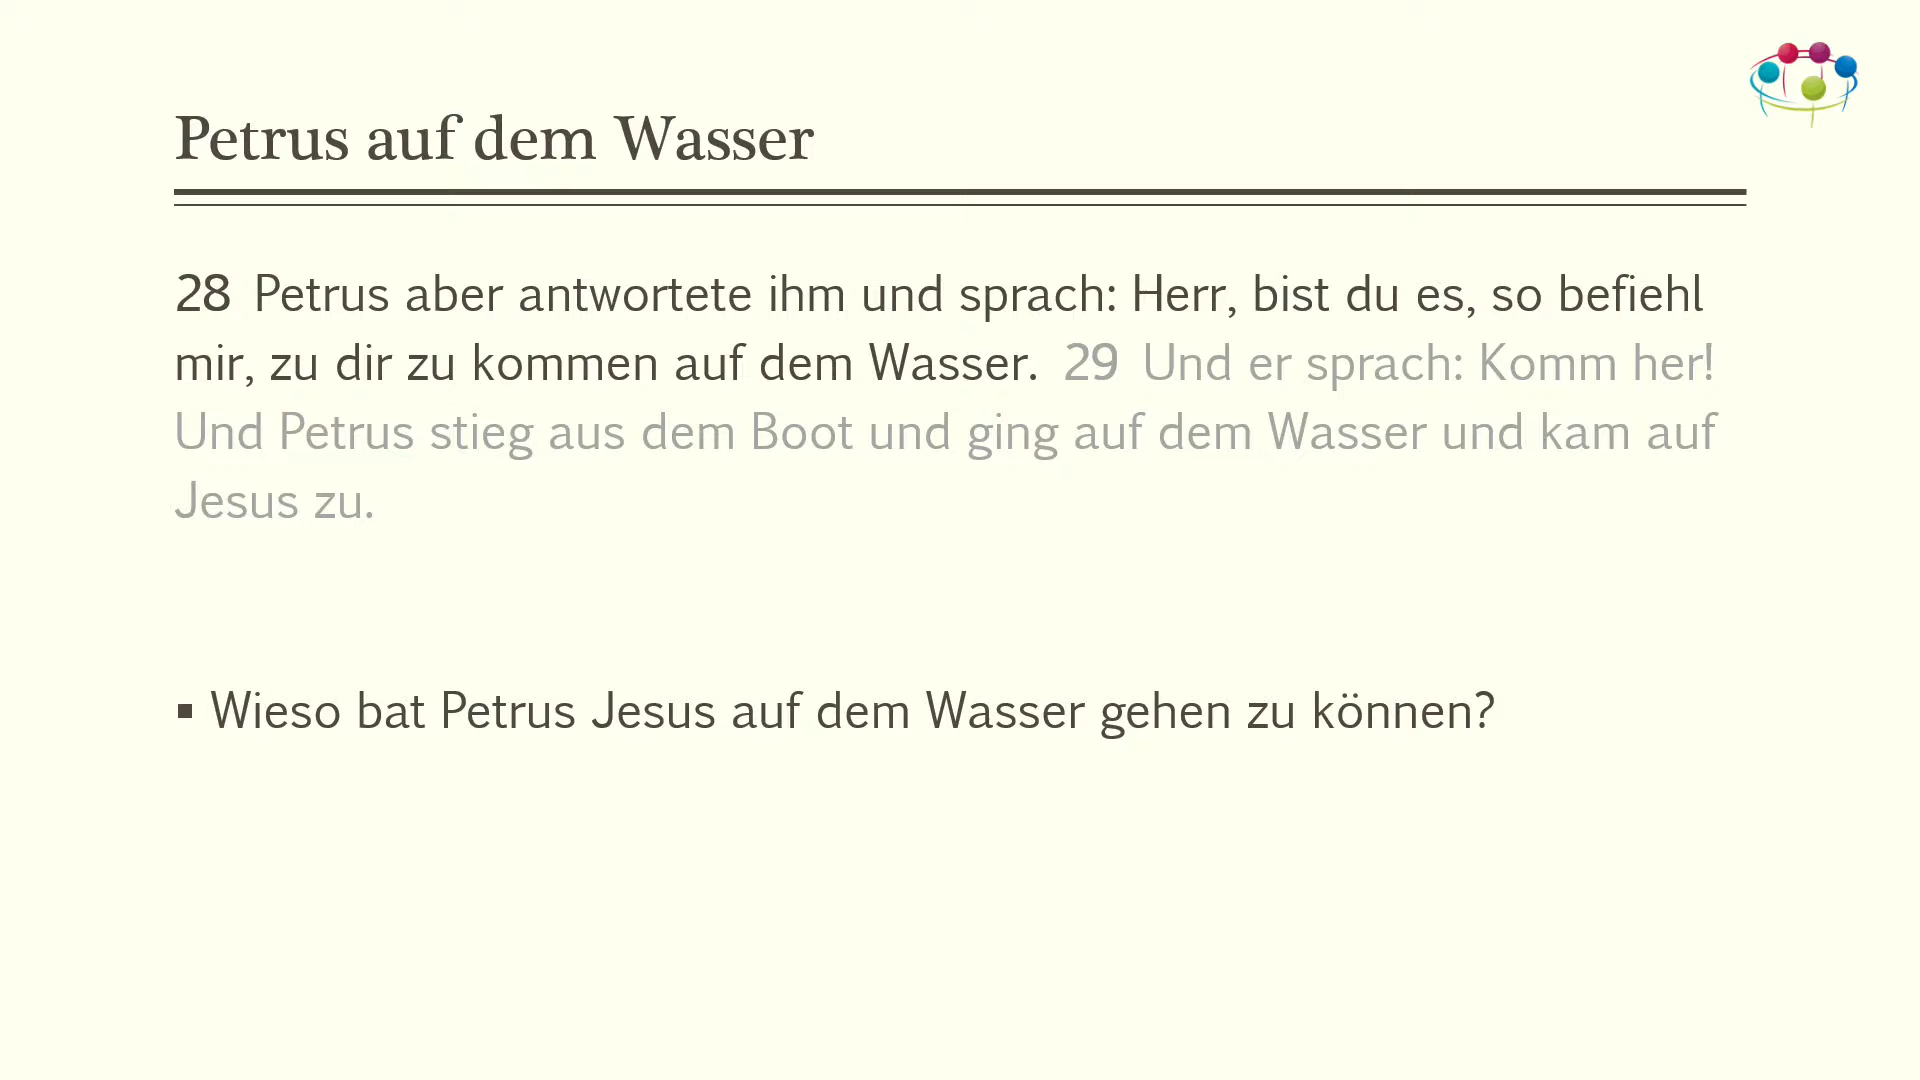 Petrus auf dem Wasser
28 Petrus aber antwortete ihm und sprach: Herr, bist du es, so befiehl
mir, zu dir zu kommen auf dem Wasser. 29 Und er sprach: Komm her!
Und Petrus stieg aus dem Boot und ging auf dem Wasser und kam auf
Jesus zu.
▪ Wieso bat Petrus Jesus auf dem Wasser gehen zu können?